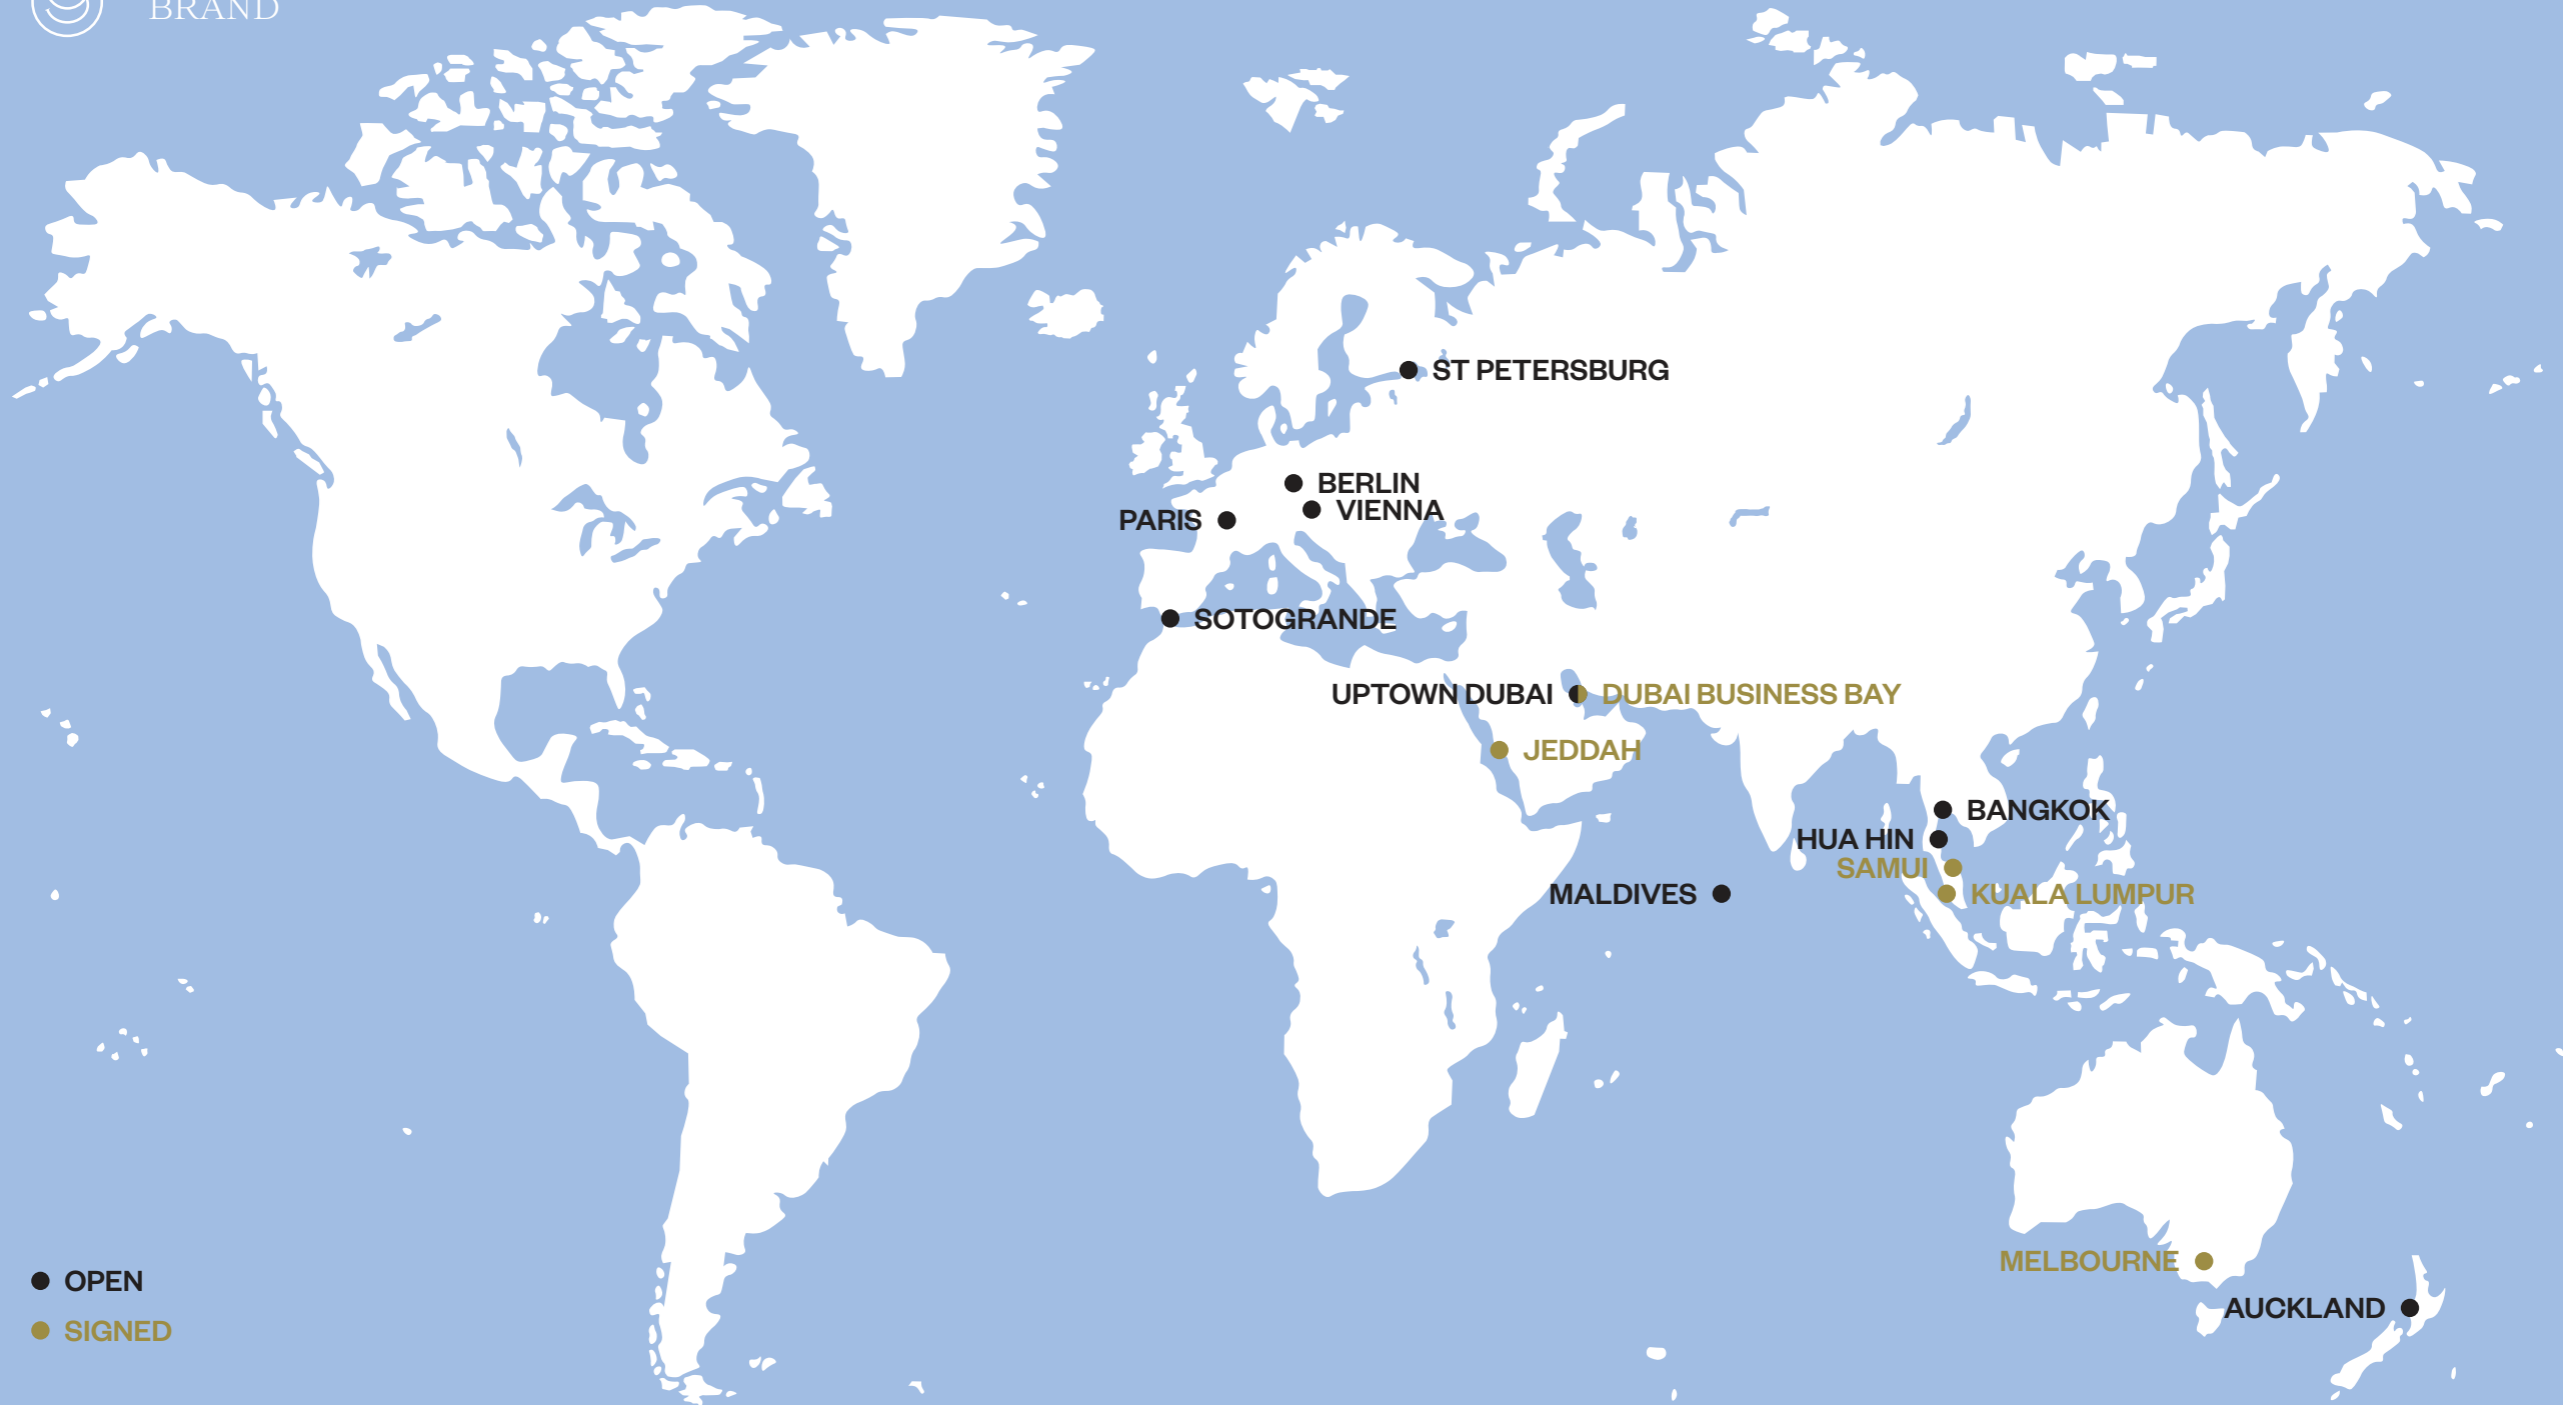 BRAND
ST PETERSBURG
BERLIN
VIENNA
PARIS
SOTOGRANDE
UPTOWN DUBAI
DUBAI BUSINESS BAY
JEDDAH
BANGKOK
HUA HIN
SAMUI
MALDIVES
KUALA LUMPUR
MELBOURNE
OPEN
AUCKLAND
SIGNED